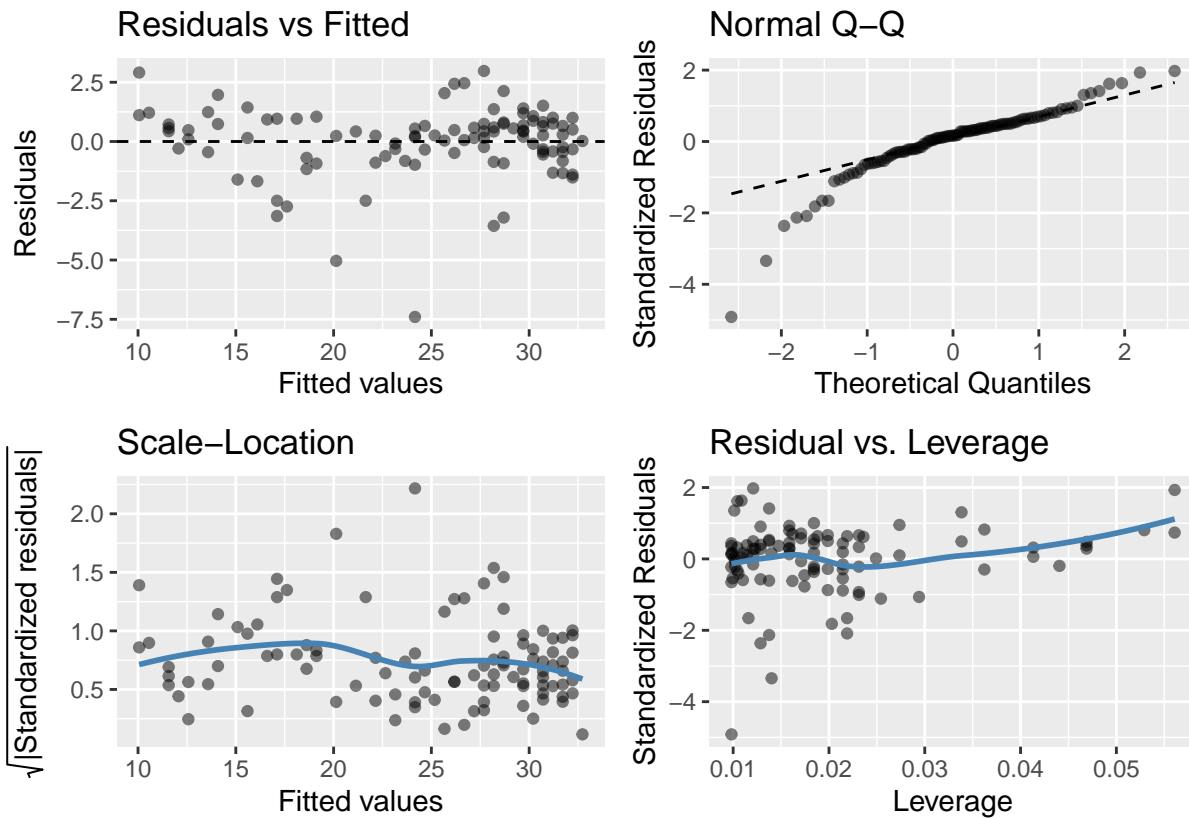 Residuals vs Fitted
Residuals
2.5
0.0
−2.5
−5.0
−7.5
10 15 20 25 30
Fitted values
Normal Q−Q
Standardized Residuals
2
0
−2
−4
−2 −1 0 1 2
Theoretical Quantiles
Scale−Location
√|Standardized residuals|
2.0
1.5
1.0
0.5
10 15 20 25 30
Fitted values
Residual vs. Leverage
Standardized Residuals
2
0
−2
−4
0.01 0.02 0.03 0.04 0.05
Leverage